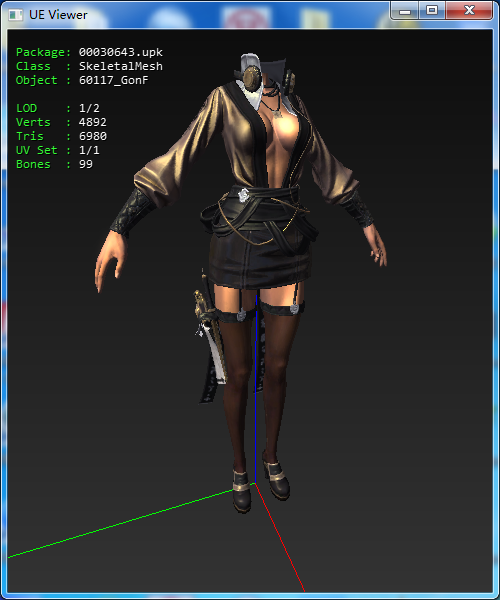 UE Viewer
Package: 00030643.upk
Class : SkeletalMesh
Object : 60117_GonF
LOD : 1/2
Verts : 4892
Tris : 6980
UV Set : 1/1
Bones : 99